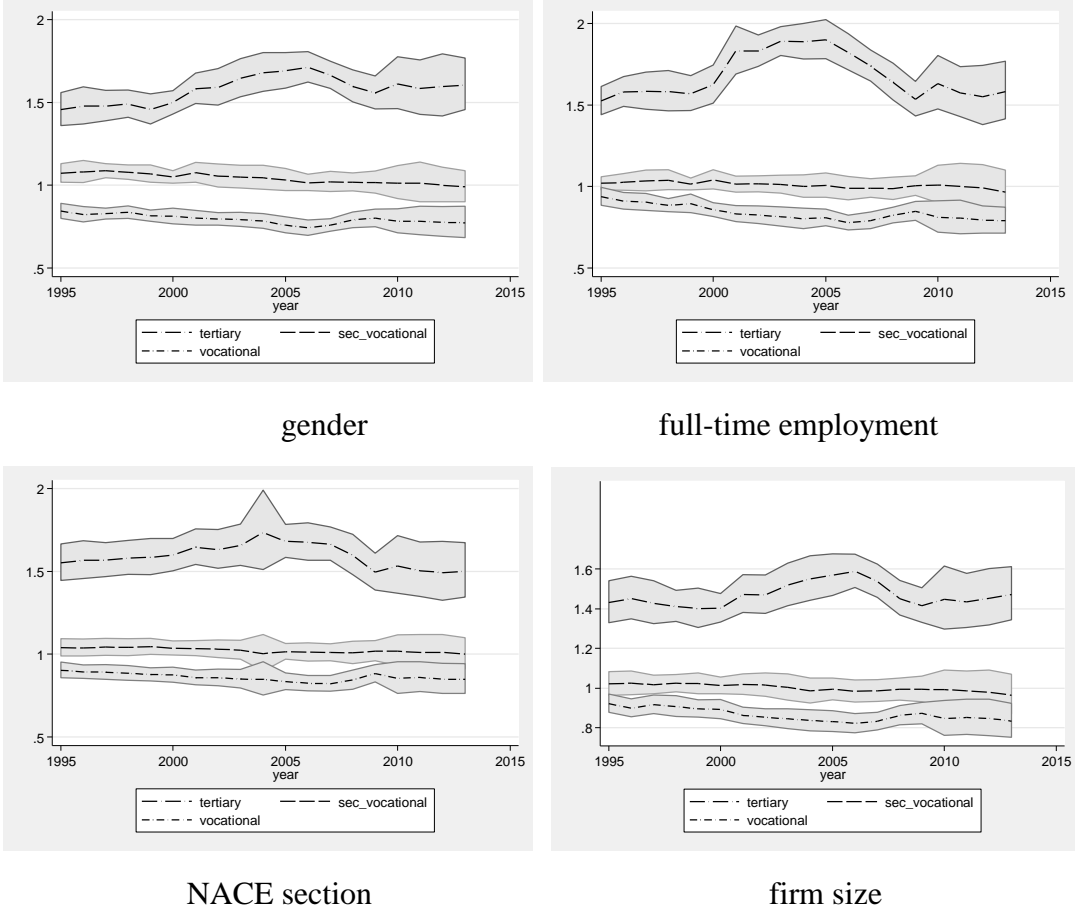 2
1.5
1
.5
1995 2000 2005 2010 2015
year
tertiary sec_vocational
vocational
2
1.5
1
.5
1995 2000 2005 2010 2015
year
tertiary sec_vocational
vocational
gender full-time employment
2
1.5
1
.5
1995 2000 2005 2010 2015
year
tertiary sec_vocational
vocational
1.6
1.4
1.2
1
.8
1995 2000 2005 2010 2015
year
tertiary sec_vocational
vocational
NACE section firm size